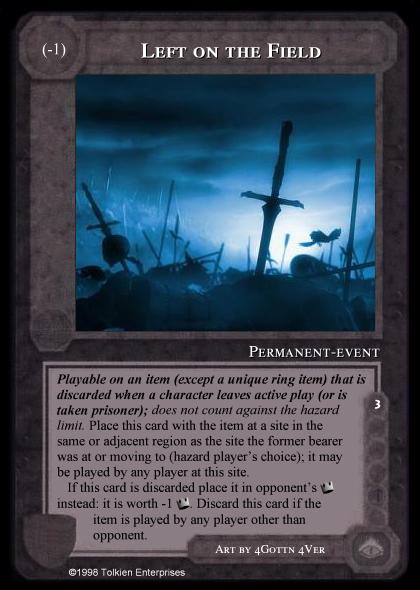 (-1)
LEFT ON THE FIELD
PERMANENT-EVENT
Playable on an item (except a unique ring item) that is
discarded when a character leaves active play (or is
taken prisoner); does not count against the hazard
limit. Place this card with the item at a site in the
same or adjacent region as the site the former bearer
was at or moving to (hazard player's choice); it may
be played by any player at this site.
If this card is discarded place it in opponent's
instead: it is worth -1 . Discard this card if the
item is played by any player other than
opponent.
3
ART BY 4GOTTN 4VER
©1998 Tolkien Enterprises